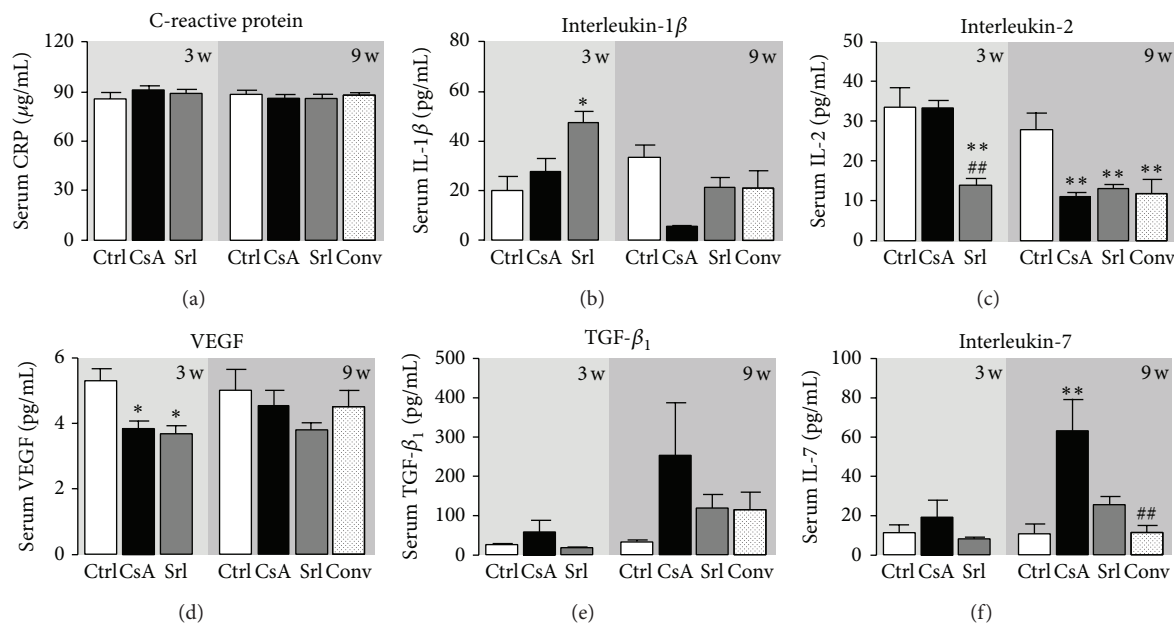 C-reactive protein
Serum CRP (µg/mL)
120
90
60
30
0
3 w
9 w
Ctrl CsA Srl Ctrl CsA Srl Conv
(a)
Interleukin-1β
Serum IL-1β (pg/mL)
80
60
40
20
0
3 w
9 w
*
Ctrl CsA Srl Ctrl CsA Srl Conv
(b)
Interleukin-2
Serum IL-2 (pg/mL)
50
40
30
20
10
0
3 w
9 w
**
##
** ** **
Ctrl CsA Srl Ctrl CsA Srl Conv
(c)
VEGF
Serum VEGF (pg/mL)
6
4
2
0
3 w
9 w
* *
Ctrl CsA Srl Ctrl CsA Srl Conv
(d)
TGF-β₁
Serum TGF-β₁ (pg/mL)
500
400
300
200
100
0
3 w
9 w
Ctrl CsA Srl Ctrl CsA Srl Conv
(e)
Interleukin-7
Serum IL-7 (pg/mL)
100
80
60
40
20
0
3 w
9 w
**
##
Ctrl CsA Srl Ctrl CsA Srl Conv
(f)